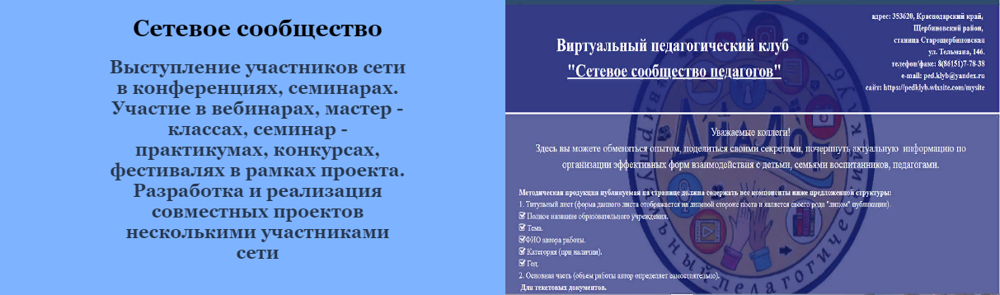 Сетевое сообщество
Выступление участников сети
в конференциях, семинарах.
Участие в вебинарах, мастер -
классах, семинар -
практикумах, конкурсах,
фестивалях в рамках проекта.
Разработка и реализация
совместных проектов
несколькими участниками
сети
адрес: 353620, Краснодарский край,
Щербиновский район,
станица Старощербиновская
ул. Тельмана, 146.
телефон/факс: 8(86151)7-78-38
e-mail: ped.klyb@yandex.ru
сайт: https://pedklyb.wixsite.com/mysite
Виртуальный педагогический клуб
"Сетевое сообщество педагогов"
Уважаемые коллеги!
Здесь вы можете обменяться опытом, поделиться своими секретами, почерпнуть актуальную информацию по
организации эффективных форм взаимодействия с детьми, семьями воспитанников, педагогами.
Методическая продукция публикуемая на странице должна содержать все компоненты ниже предложенной структуры:
1. Титульный лист (форма данного листа отображается на лицевой стороне поста и является своего рода "лицом" публикации).
☑ Полное название образовательного учреждения.
☑ Тема.
☑ФИО автора работы.
☑ Категория (при наличии).
☑ Год.
2. Основная часть (объем работы автор определяет самостоятельно).
Для текстовых документов.
ДИАЛОГ
виртуальный педагогический клуб